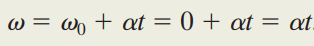 ω = ω₀ + αt = 0 + αt = αt.